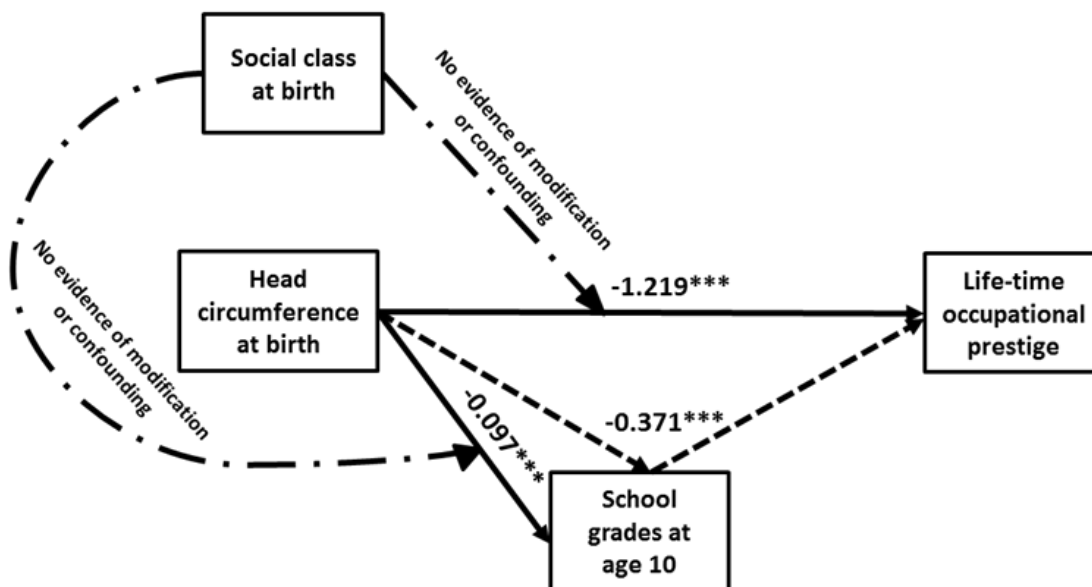 Social class
at birth
No evidence of modification
or confounding
No evidence of modification
or confounding
Head
circumference
at birth
-1.219***
Life-time
occupational
prestige
-0.371***
-0.097***
School
grades at
age 10